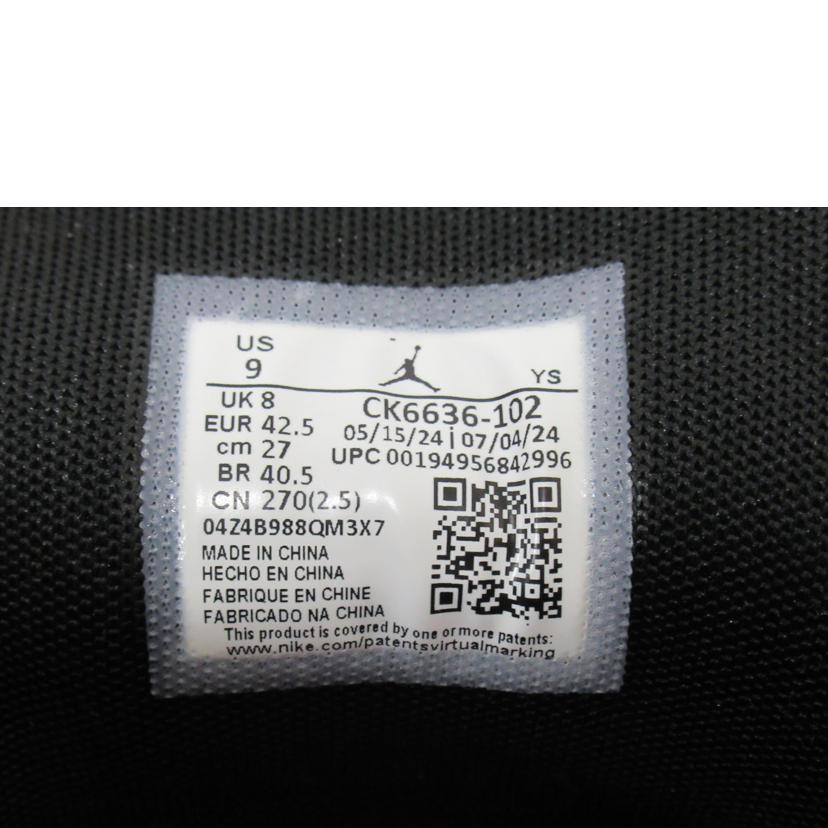 US
9
YS
UK 8
EUR 42.5
cm 27
BR 40.5
CN 270(2.5)
CK6636-102
05/15/24 | 07/04/24
UPC 00194956842996
04Z4B988QM3X7
MADE IN CHINA
HECHO EN CHINA
FABRIQUE EN CHINE
FABRICADO NA CHINA
This product is covered by one or more patents:
www.nike.com/patentsvirtualmarking